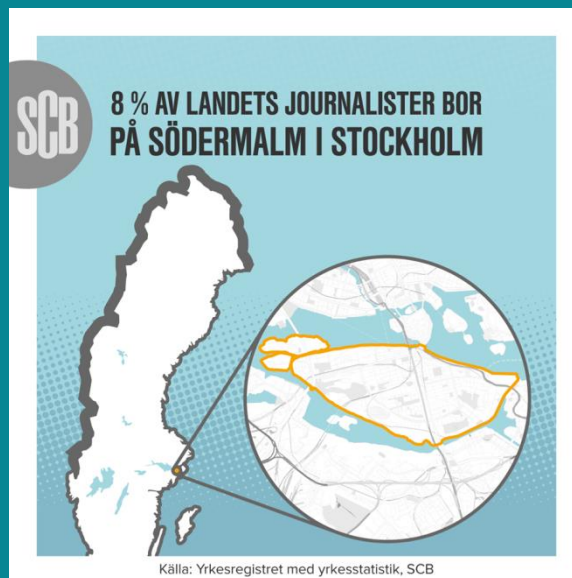 SCB
8 % AV LANDETS JOURNALISTER BOR
PÅ SÖDERMALM I STOCKHOLM
Källa: Yrkesregistret med yrkesstatistik, SCB